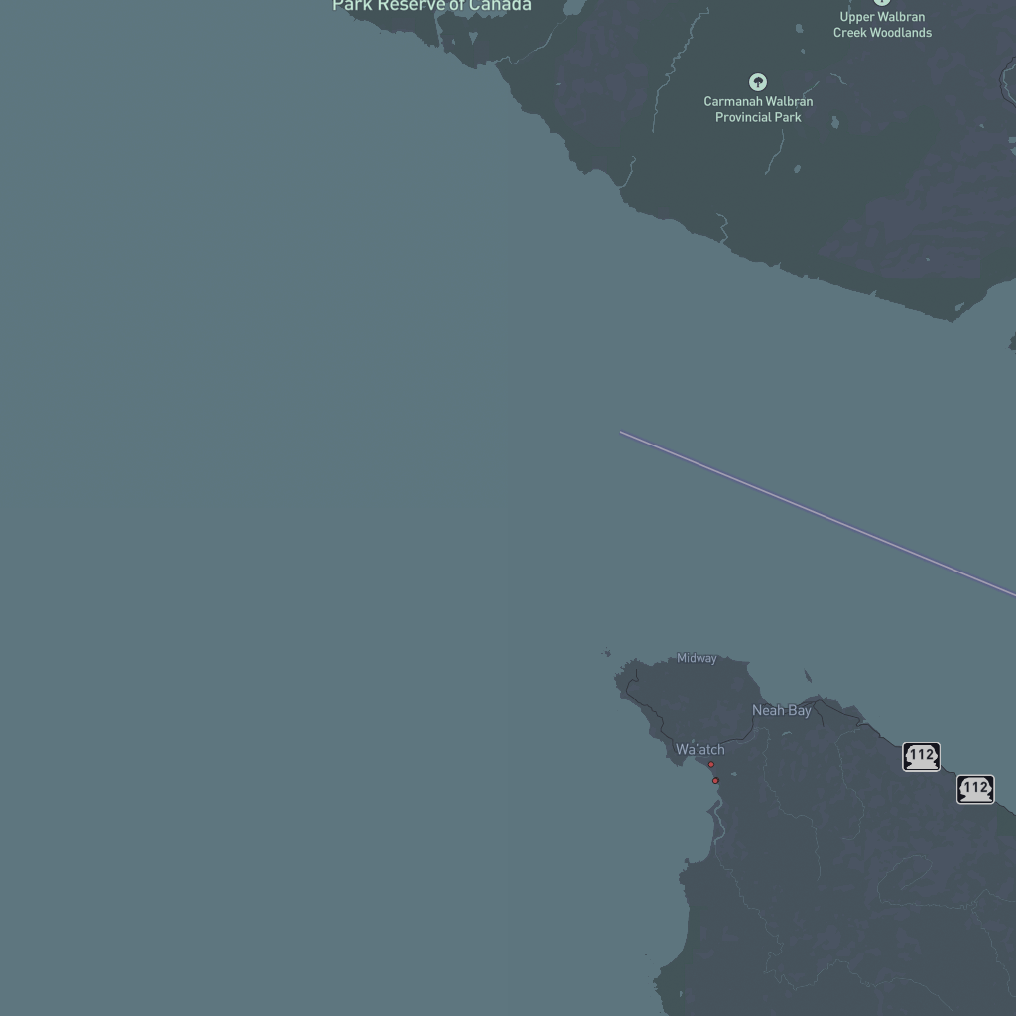 Park Reserve of Canada
Upper Walbran
Creek Woodlands
Carmanah Walbran
Provincial Park
Midway
Neah Bay
Wa'atch
112
112